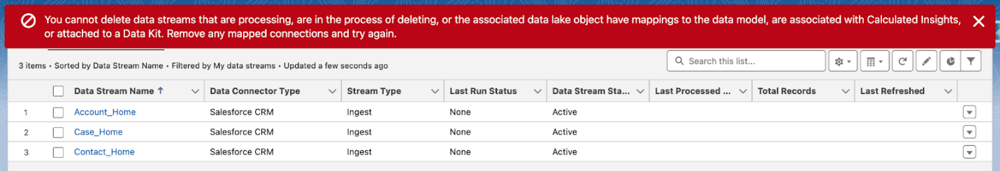 You cannot delete data streams that are processing, are in the process of deleting, or the associated data lake object have mappings to the data model, are associated with Calculated Insights,
or attached to a Data Kit. Remove any mapped connections and try again.
3 items • Sorted by Data Stream Name • Filtered by My data streams • Updated a few seconds ago
Search this list...
Data Stream Name ↑ Data Connector Type Stream Type Last Run Status Data Stream Sta... Last Processed ... Total Records Last Refreshed
1 Account_Home Salesforce CRM Ingest None Active
2 Case_Home Salesforce CRM Ingest None Active
3 Contact_Home Salesforce CRM Ingest None Active